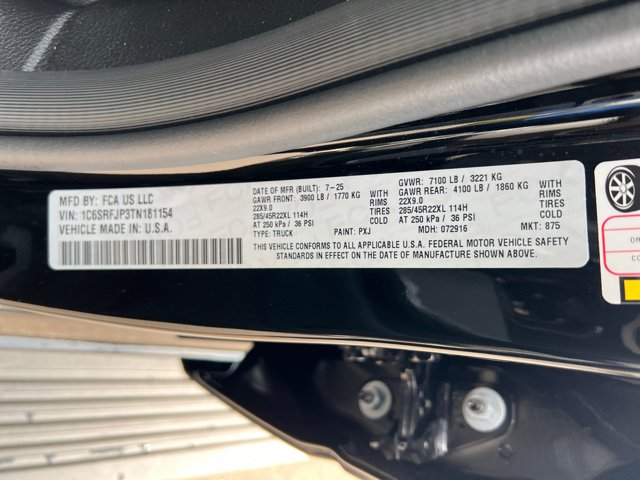 MFD BY: FCA US LLC
VIN: 1C6SRFJP3TN181154
MADE IN U.S.A.
DATE OF MFR (BUILT): 7-25
GAWR FRONT: 3900 LB / 1770 KG WITH
22X9.0 RIMS
285/45R22XL 114H TIRES
AT 250 kPa / 36 PSI COLD
TYPE: TRUCK PAINT: PXJ
GVWR: 7100 LB / 3221 KG
GAWR REAR: 4100 LB / 1860 KG WITH
22X9.0 RIMS
285/45R22XL 114H TIRES
AT 250 kPa / 36 PSI COLD
MDH: 072916 MKT: 875
THIS VEHICLE CONFORMS TO ALL APPLICABLE U.S.A. FEDERAL MOTOR VEHICLE SAFETY
STANDARDS IN EFFECT ON THE DATE OF MANUFACTURE SHOWN ABOVE.